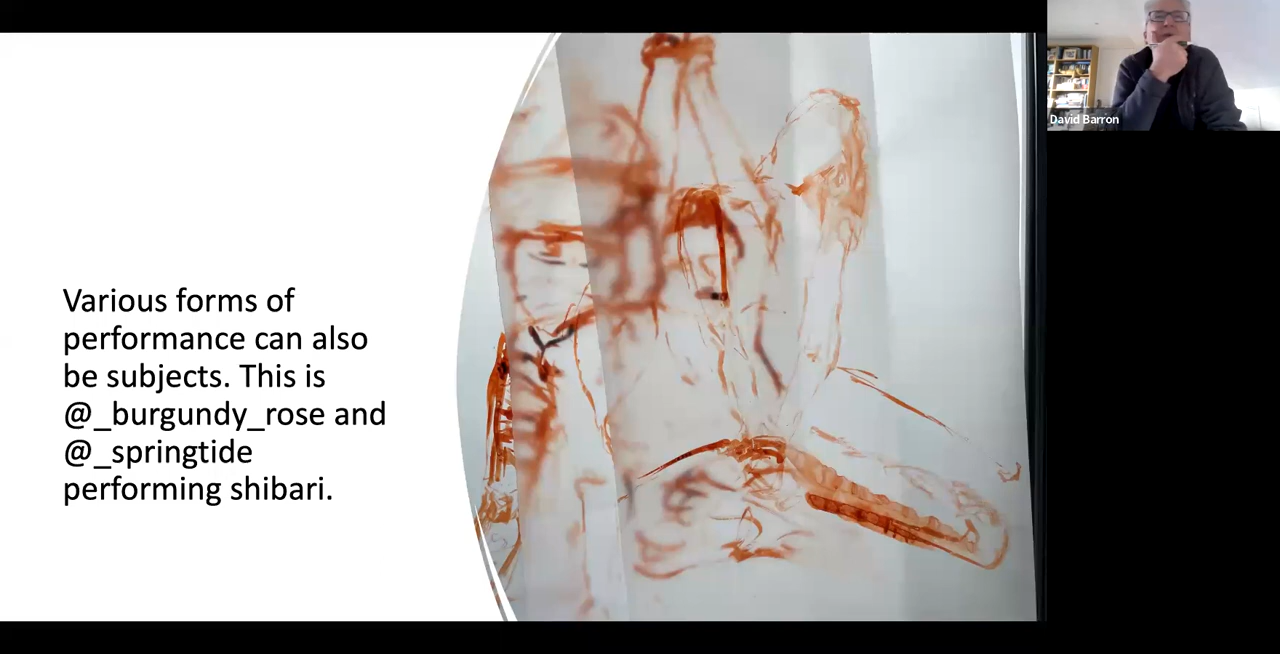 Various forms of
performance can also
be subjects. This is
@_burgundy_rose and
@_springtide
performing shibari.
David Barron